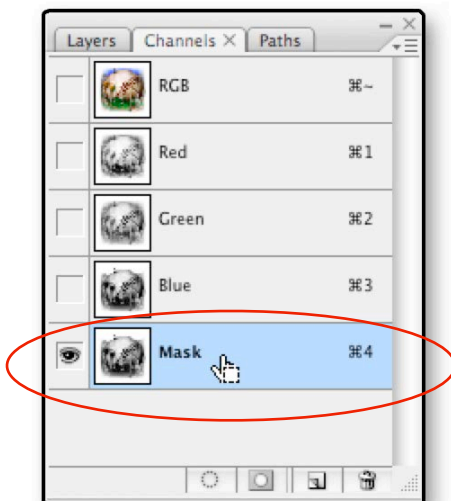 Layers Channels × Paths
RGB ⌘~
Red ⌘1
Green ⌘2
Blue ⌘3
Mask ⌘4